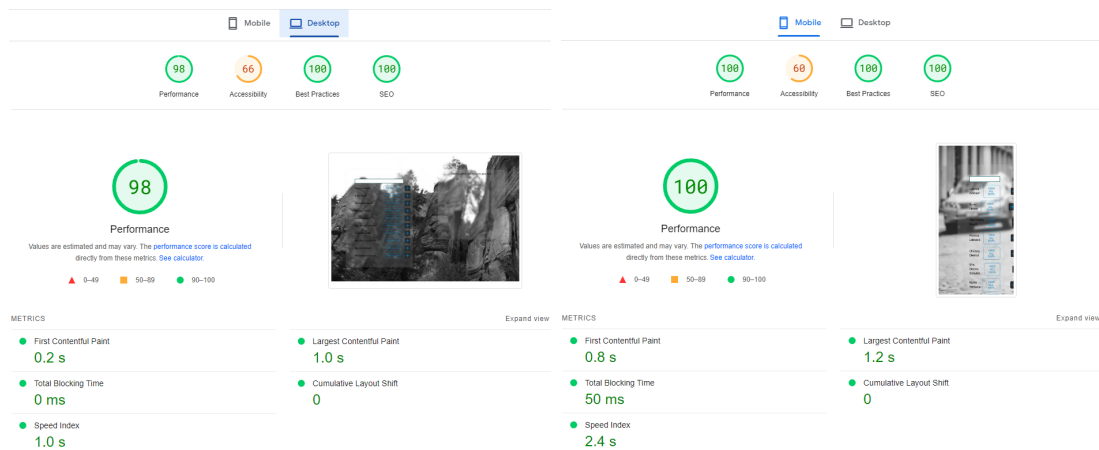 Mobile
Desktop
98
66
100
100
Performance
Accessibility
Best Practices
SEO
98
Performance
Values are estimated and may vary. The performance score is calculated
directly from these metrics. See calculator.
0–49
50–89
90–100
METRICS
Expand view
First Contentful Paint
0.2 s
Largest Contentful Paint
1.0 s
Total Blocking Time
0 ms
Cumulative Layout Shift
0
Speed Index
1.0 s
Mobile
Desktop
100
60
100
100
Performance
Accessibility
Best Practices
SEO
100
Performance
Values are estimated and may vary. The performance score is calculated
directly from these metrics. See calculator.
0–49
50–89
90–100
METRICS
Expand view
First Contentful Paint
0.8 s
Largest Contentful Paint
1.2 s
Total Blocking Time
50 ms
Cumulative Layout Shift
0
Speed Index
2.4 s